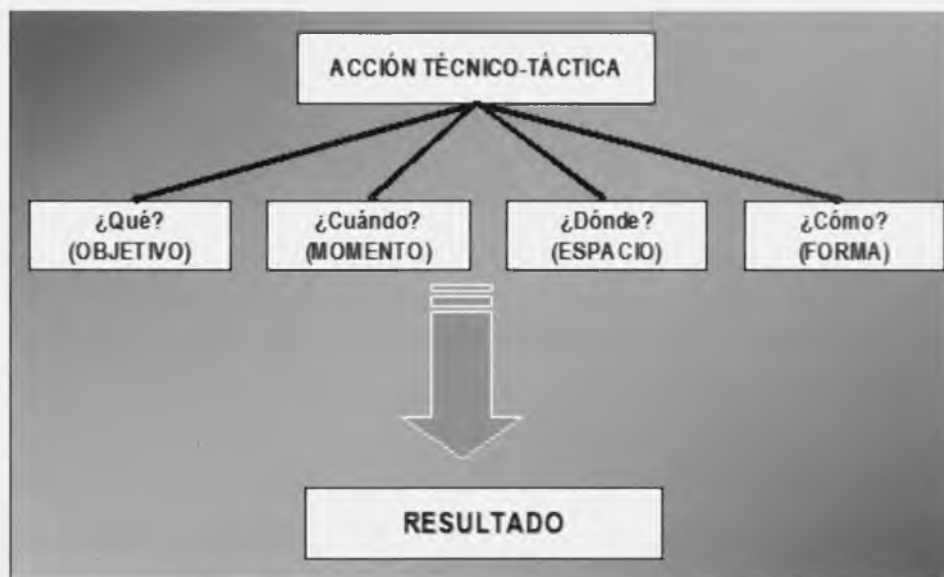 ACCIÓN TÉCNICO-TÁCTICA
¿Qué?
(OBJETIVO)
¿Cuándo?
(MOMENTO)
¿Dónde?
(ESPACIO)
¿Cómo?
(FORMA)
RESULTADO